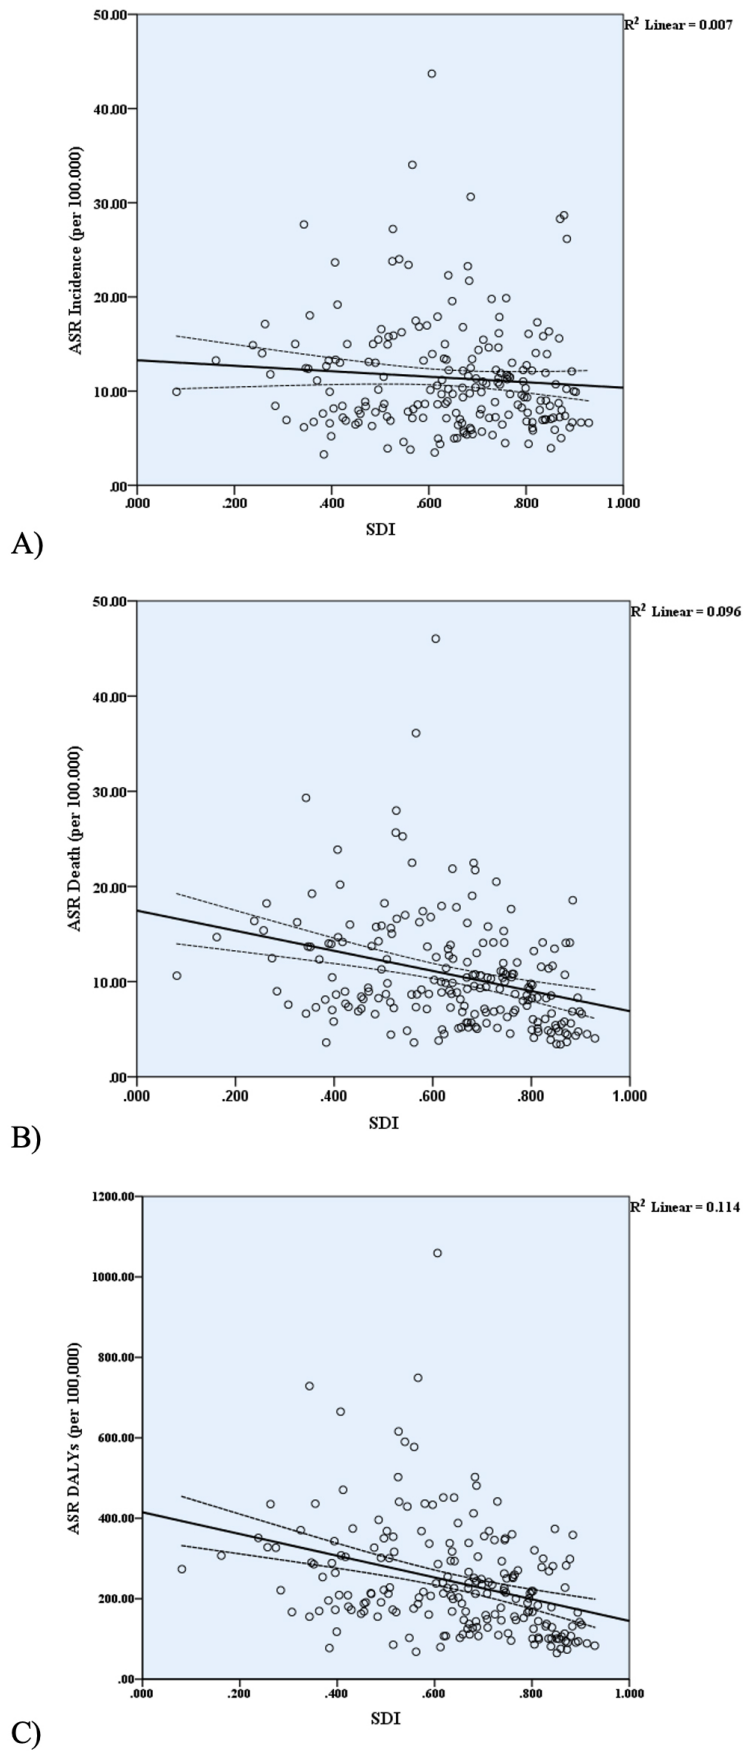 R² Linear = 0.007
50.00
40.00
30.00
20.00
10.00
.00
ASR Incidence (per 100.000)
.000 .200 .400 .600 .800 1.000
SDI
A)
R² Linear = 0.096
50.00
40.00
30.00
20.00
10.00
.00
ASR Death (per 100.000)
.000 .200 .400 .600 .800 1.000
SDI
B)
R² Linear = 0.114
1200.00
1000.00
800.00
600.00
400.00
200.00
.00
ASR DALYs (per 100,000)
.000 .200 .400 .600 .800 1.000
SDI
C)